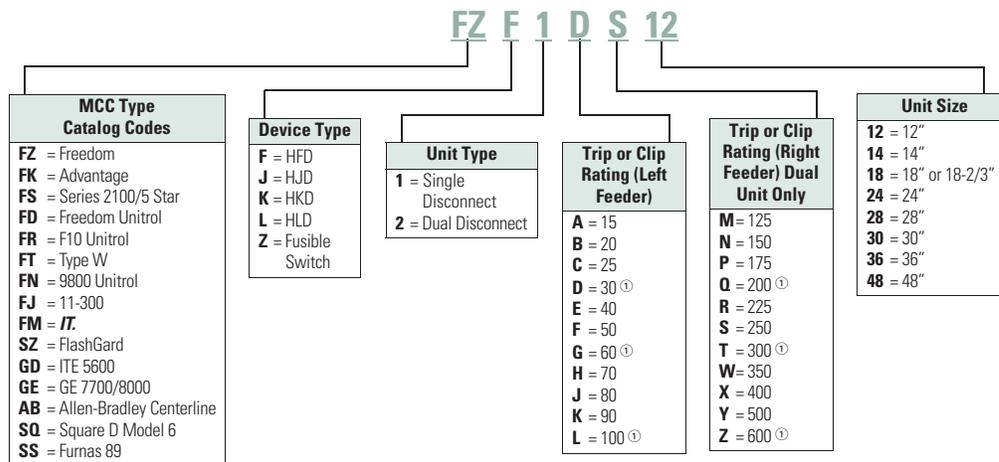 FZ F 1 D S 12
MCC Type
Catalog Codes
FZ = Freedom
FK = Advantage
FS = Series 2100/5 Star
FD = Freedom Unitrol
FR = F10 Unitrol
FT = Type W
FN = 9800 Unitrol
FJ = 11-300
FM = IT.
SZ = FlashGard
GD = ITE 5600
GE = GE 7700/8000
AB = Allen-Bradley Centerline
SQ = Square D Model 6
SS = Furnas 89
Device Type
F = HFD
J = HJD
K = HKD
L = HLD
Z = Fusible
Switch
Unit Type
1 = Single
Disconnect
2 = Dual Disconnect
Trip or Clip
Rating (Left
Feeder)
A = 15
B = 20
C = 25
D = 30 ①
E = 40
F = 50
G = 60 ①
H = 70
J = 80
K = 90
L = 100 ①
Trip or Clip
Rating (Right
Feeder) Dual
Unit Only
M = 125
N = 150
P = 175
Q = 200 ①
R = 225
S = 250
T = 300 ①
W = 350
X = 400
Y = 500
Z = 600 ①
Unit Size
12 = 12″
14 = 14″
18 = 18″ or 18-2/3″
24 = 24″
28 = 28″
30 = 30″
36 = 36″
48 = 48″